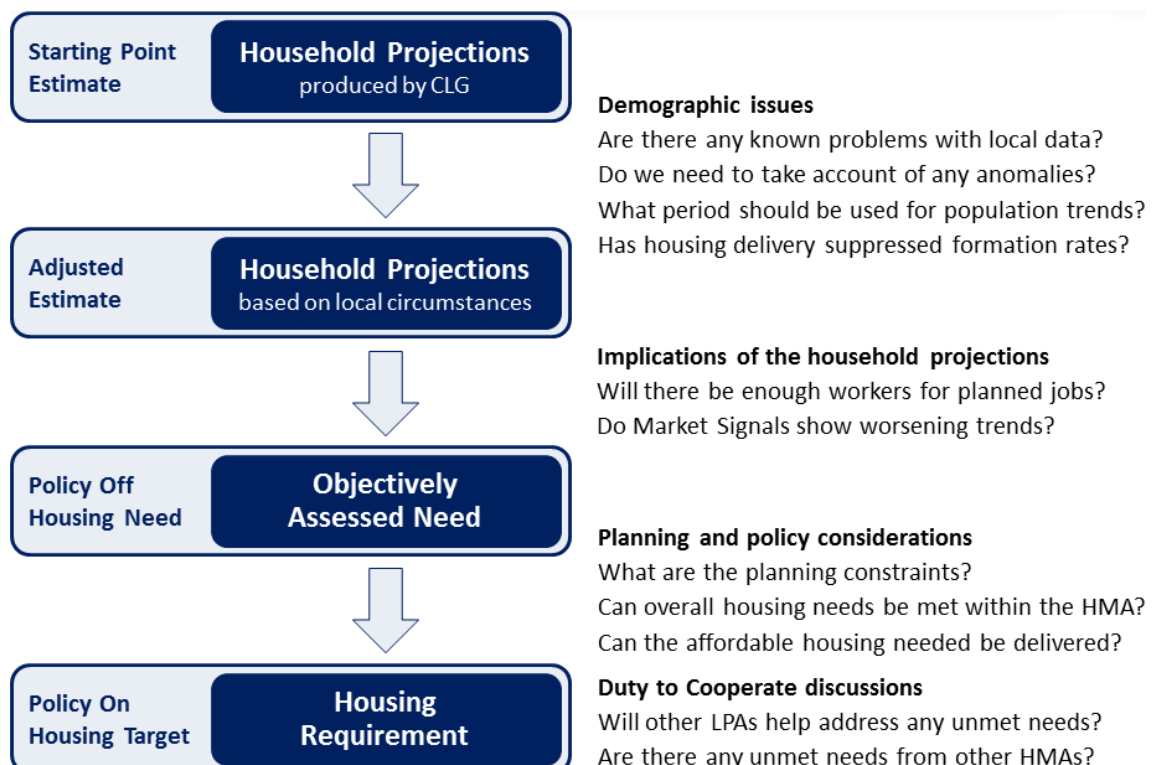 Starting Point
Estimate
Household Projections
produced by CLG
Demographic issues
Are there any known problems with local data?
Do we need to take account of any anomalies?
What period should be used for population trends?
Has housing delivery suppressed formation rates?
Adjusted
Estimate
Household Projections
based on local circumstances
Implications of the household projections
Will there be enough workers for planned jobs?
Do Market Signals show worsening trends?
Policy Off
Housing Need
Objectively
Assessed Need
Planning and policy considerations
What are the planning constraints?
Can overall housing needs be met within the HMA?
Can the affordable housing needed be delivered?
Policy On
Housing Target
Housing
Requirement
Duty to Cooperate discussions
Will other LPAs help address any unmet needs?
Are there any unmet needs from other HMAs?